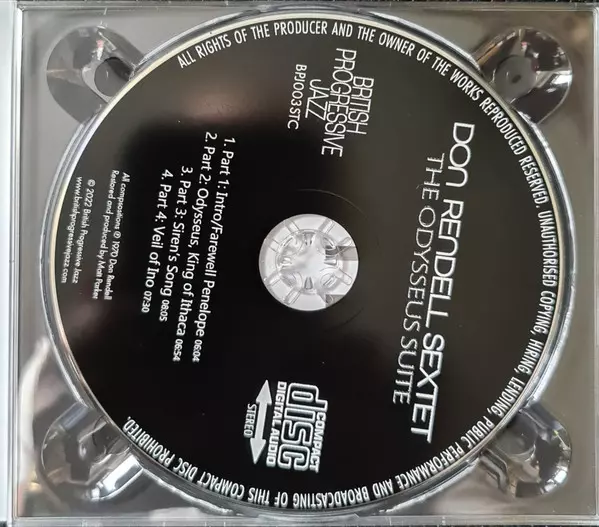 ALL RIGHTS OF THE PRODUCER AND THE OWNER OF THE WORKS REPRODUCED RESERVED. UNAUTHORISED COPYING, HIRING, LENDING, PUBLIC PERFORMANCE AND BROADCASTING OF THIS COMPACT DISC PROHIBITED.
DON RENDELL SEXTET
THE ODYSSEUS SUITE
BRITISH
PROGRESSIVE
JAZZ
BPJ003STC
COMPACT
disc
DIGITAL AUDIO
STEREO
1. Part 1: Intro/Farewell Penelope 06:04
2. Part 2: Odysseus, King of Ithaca 06:54
3. Part 3: Siren's Song 08:05
4. Part 4: Veil of Ino 07:30
All compositions ℗ 1970 Don Rendell
Restored and produced by Matt Parker
© 2022 British Progressive Jazz
www.britishprogressivejazz.com